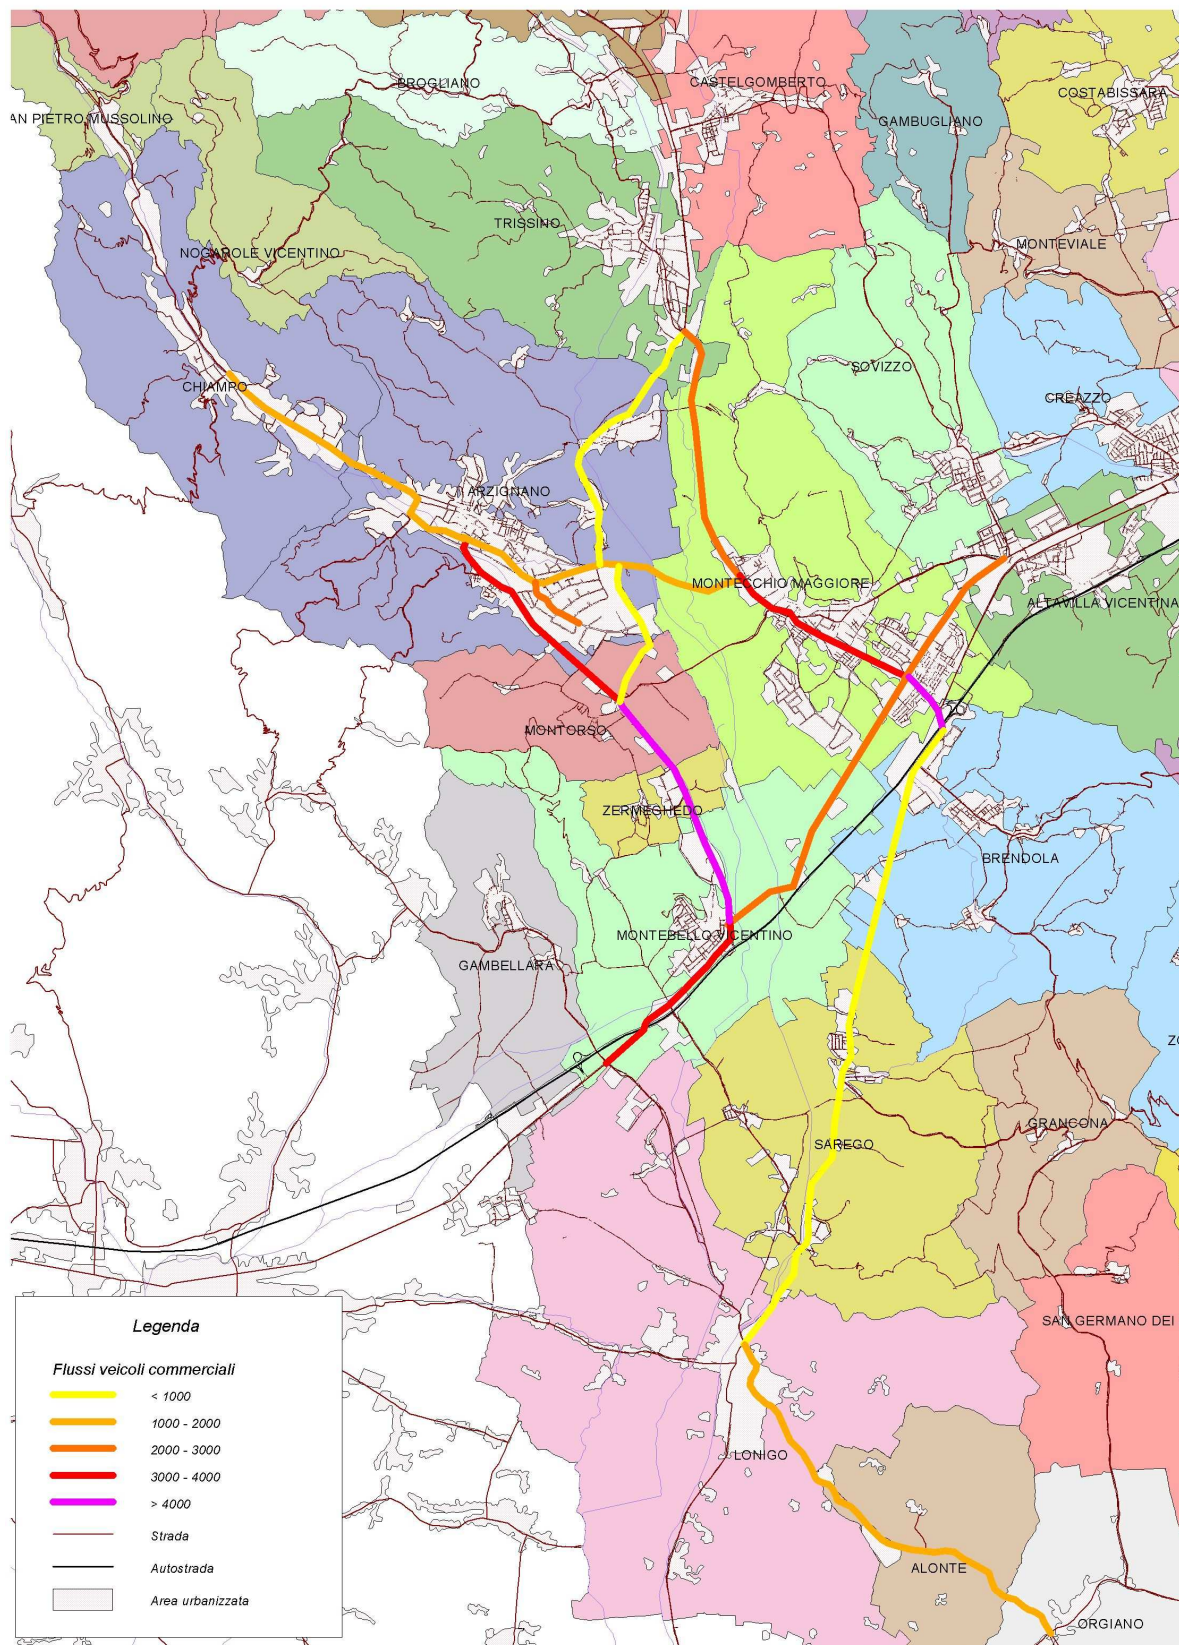 BROGLIANO
CASTELGOMBERTO
COSTABISSARA
AN PIETRO MUSSOLINO
GAMBUGLIANO
TRISSINO
MONTEVIALE
NOGAROLE VICENTINO
SOVIZZO
CHIAMPO
CREAZZO
ARZIGNANO
MONTECCHIO MAGGIORE
ALTAVILLA VICENTINA
MONTORSO
ZERMEGHEDO
BRENDOLA
MONTEBELLO VICENTINO
GAMBELLARA
ZO
GRANCONA
SAREGO
SAN GERMANO DEI
LONIGO
ALONTE
ORGIANO
Legenda
Flussi veicoli commerciali
< 1000
1000 - 2000
2000 - 3000
3000 - 4000
> 4000
Strada
Autostrada
Area urbanizzata